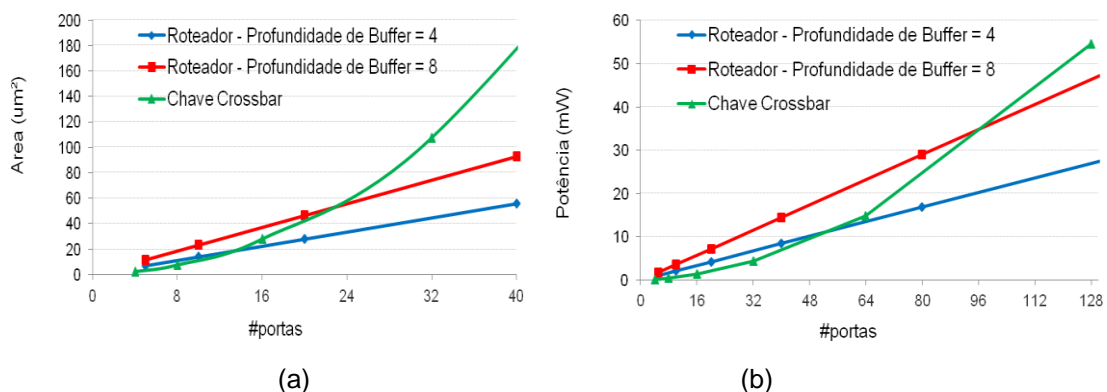 Roteador - Profundidade de Buffer = 4
Roteador - Profundidade de Buffer = 8
Chave Crossbar
Area (um²)
200
180
160
140
120
100
80
60
40
20
0
0 8 16 24 32 40
#portas
(a)
Roteador - Profundidade de Buffer = 4
Roteador - Profundidade de Buffer = 8
Chave Crossbar
Potência (mW)
60
50
40
30
20
10
0
0 16 32 48 64 80 96 112 128
#portas
(b)